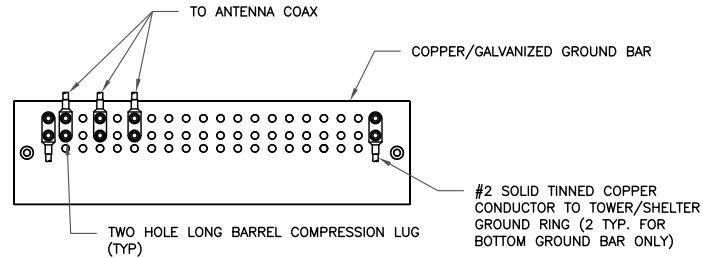 TO ANTENNA COAX
COPPER/GALVANIZED GROUND BAR
#2 SOLID TINNED COPPER
CONDUCTOR TO TOWER/SHELTER
GROUND RING (2 TYP. FOR
BOTTOM GROUND BAR ONLY)
TWO HOLE LONG BARREL COMPRESSION LUG
(TYP)